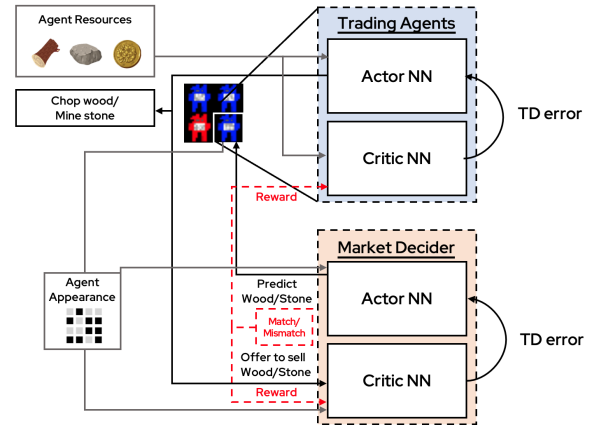 Agent Resources
Trading Agents
Actor NN
Chop wood/
Mine stone
TD error
Critic NN
Reward
Market Decider
Agent
Appearance
Predict
Wood/Stone
Actor NN
Match/
Mismatch
TD error
Offer to sell
Wood/Stone
Critic NN
Reward